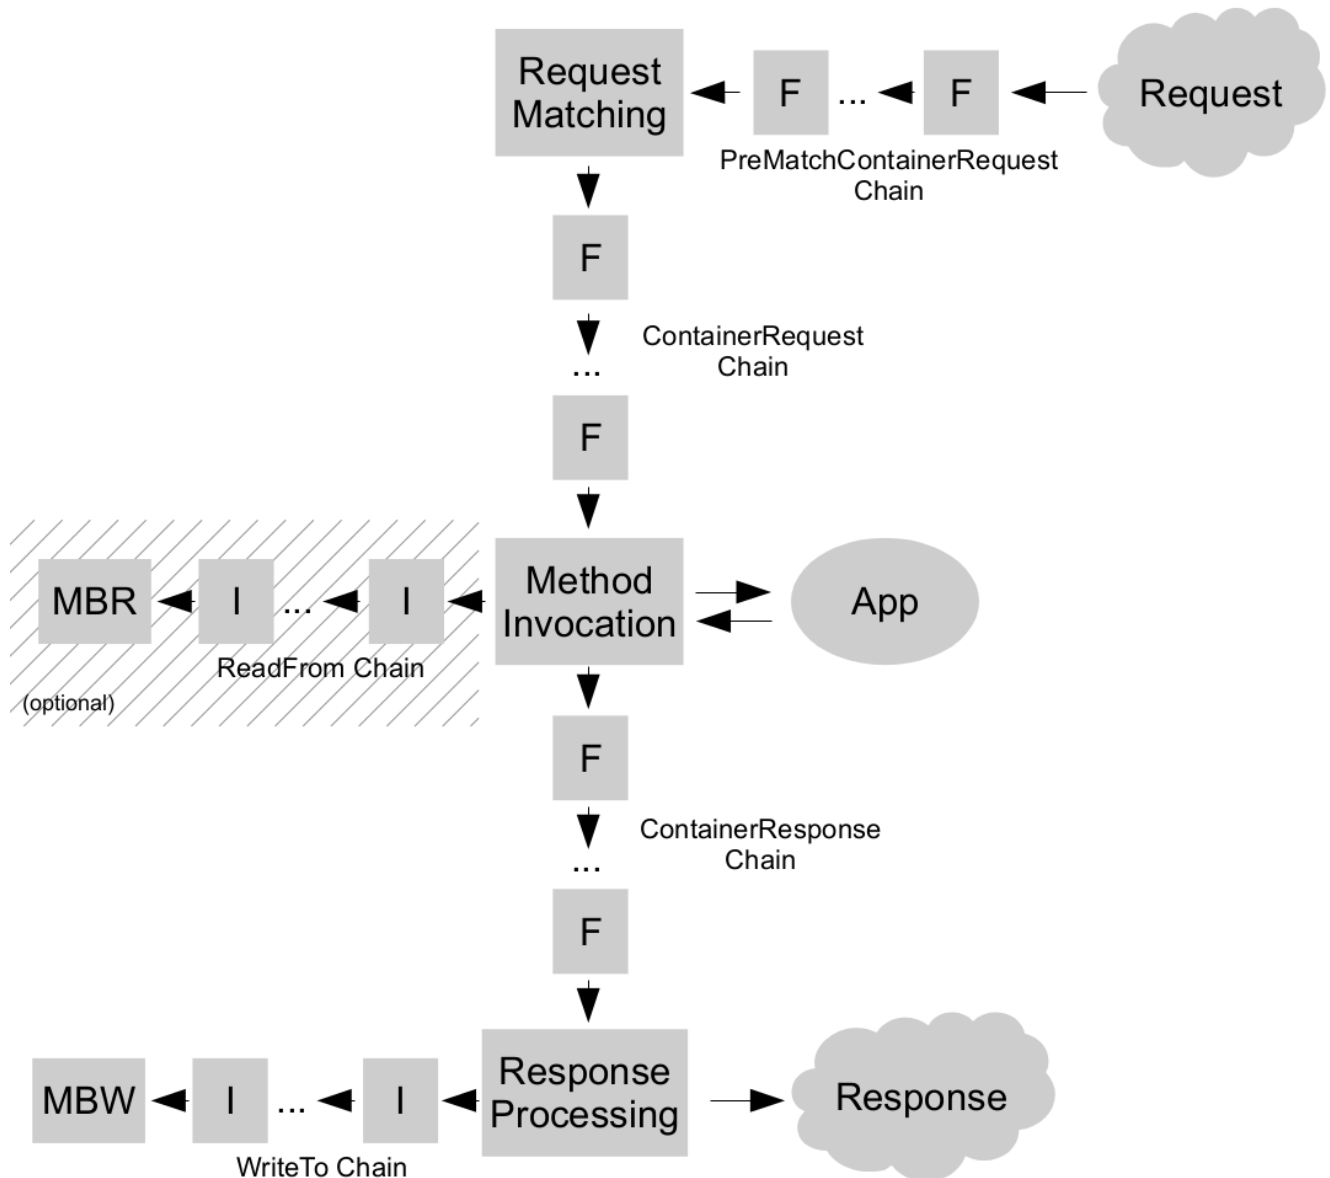 Request
Matching
F
...
F
Request
PreMatchContainerRequest
Chain
F
ContainerRequest
Chain
...
F
MBR
I
...
I
Method
Invocation
App
ReadFrom Chain
(optional)
F
ContainerResponse
Chain
...
F
MBW
I
...
I
Response
Processing
Response
WriteTo Chain